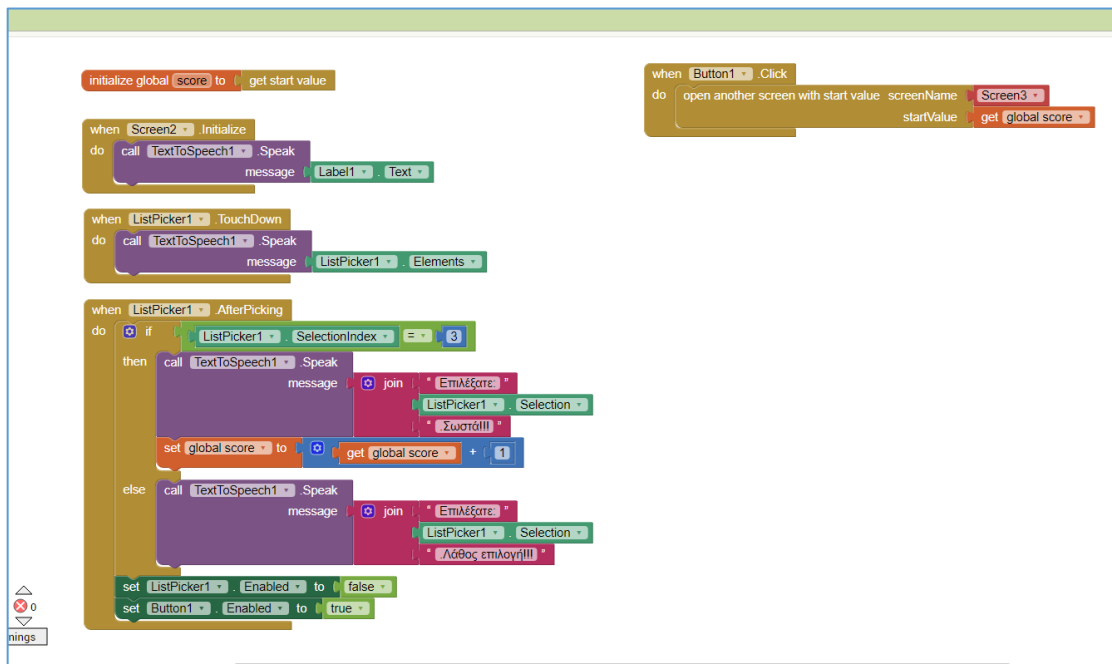 initialize global score to get start value
when Screen2 .Initialize
do call TextToSpeech1 .Speak
message Label1 . Text
when ListPicker1 .TouchDown
do call TextToSpeech1 .Speak
message ListPicker1 . Elements
when ListPicker1 .AfterPicking
do if ListPicker1 . SelectionIndex = 3
then call TextToSpeech1 .Speak
message join " Επιλέξατε: "
ListPicker1 . Selection
" .Σωστά!!! "
set global score to get global score + 1
else call TextToSpeech1 .Speak
message join " Επιλέξατε: "
ListPicker1 . Selection
" .Λάθος επιλογή!!! "
set ListPicker1 . Enabled to false
set Button1 . Enabled to true
when Button1 .Click
do open another screen with start value screenName Screen3
startValue get global score
0
nings